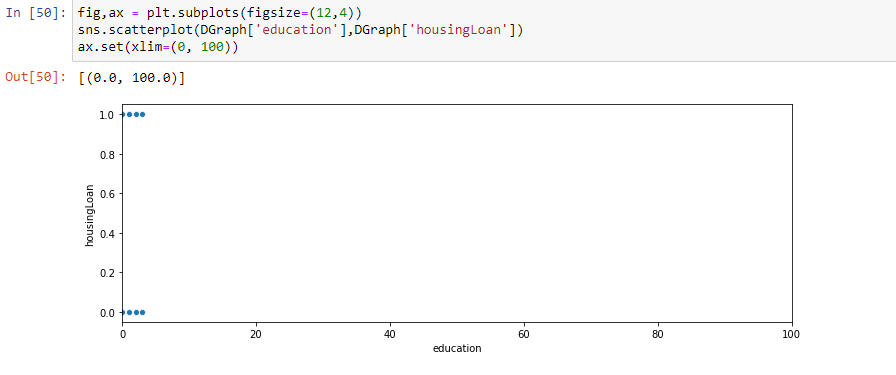 In [50]: fig,ax = plt.subplots(figsize=(12,4))
sns.scatterplot(DGraph['education'],DGraph['housingLoan'])
ax.set(xlim=(0, 100))
Out[50]: [(0.0, 100.0)]
1.0
0.8
0.6
0.4
0.2
0.0
housingLoan
0 20 40 60 80 100
education